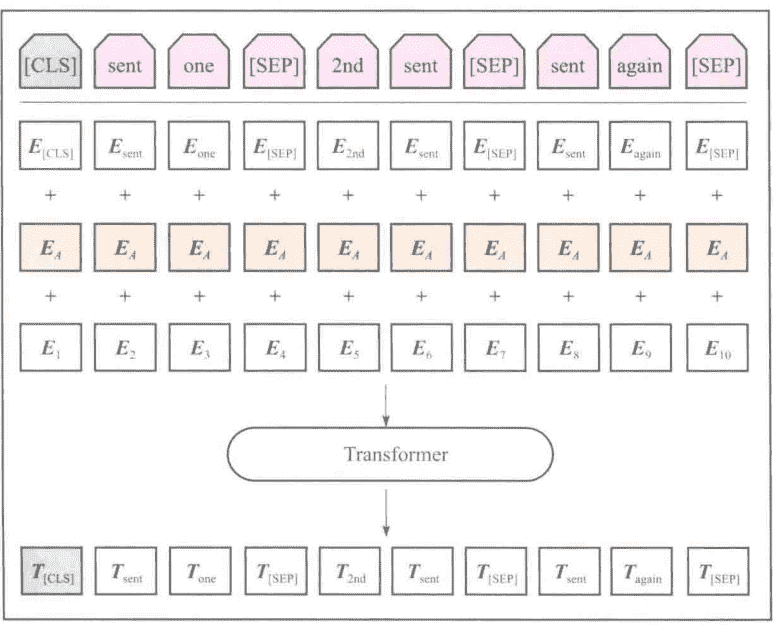 [CLS] sent one [SEP] 2nd sent [SEP] sent again [SEP]
E[CLS] Esent Eone E[SEP] E2nd Esent E[SEP] Esent Eagain E[SEP]
+ + + + + + + + + +
EA EA EA EA EA EA EA EA EA EA
+ + + + + + + + + +
E1 E2 E3 E4 E5 E6 E7 E8 E9 E10
Transformer
T[CLS] Tsent Tone T[SEP] T2nd Tsent T[SEP] Tsent Tagain T[SEP]